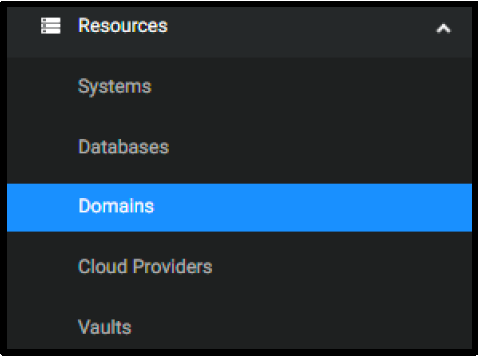 Resources
Systems
Databases
Domains
Cloud Providers
Vaults